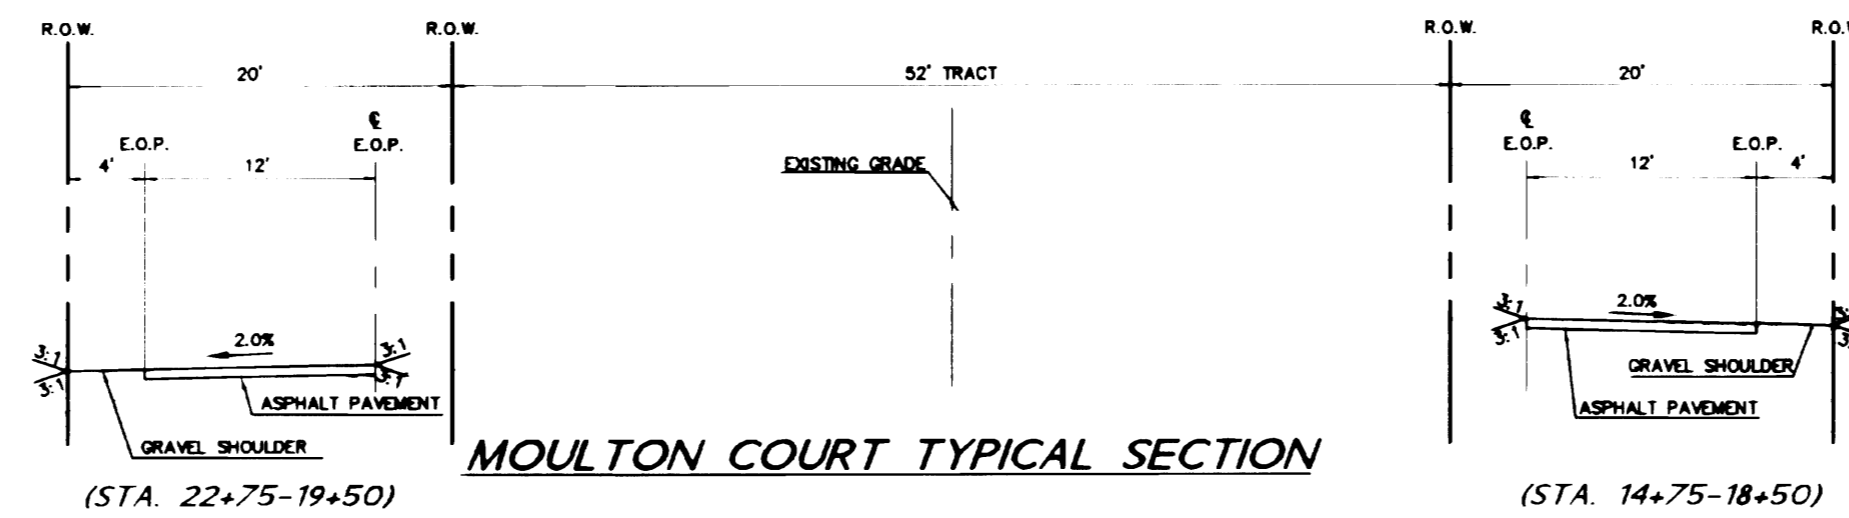 R.O.W. R.O.W. R.O.W. R.O.W.
20' 52' TRACT 20'
℄ ℄
E.O.P. E.O.P. E.O.P. E.O.P.
4' 12' EXISTING GRADE 12' 4'
3:1 2.0% 3:1 3:1 2.0%
3:1 3:1 3:1
GRAVEL SHOULDER
ASPHALT PAVEMENT ASPHALT PAVEMENT
GRAVEL SHOULDER
MOULTON COURT TYPICAL SECTION
(STA. 22+75-19+50) (STA. 14+75-18+50)